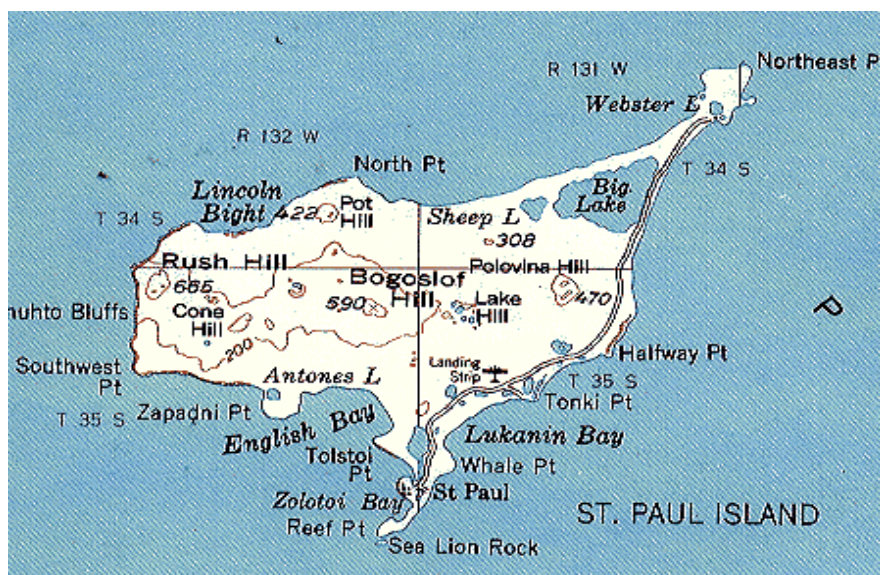 Northeast P
R 131 W
Webster L
R 132 W
North Pt
T 34 S
Lincoln
Bight
422
Pot
Hill
Big
Lake
T 34 S
Sheep L
308
Rush Hill
Polovina Hill
685
Bogoslof
Hill
590
Lake
Hill
470
nuhto Bluffs
Cone
Hill
P
200
Halfway Pt
Southwest
Pt
Landing
Strip
Antones L
T 35 S
Tonki Pt
Zapadni Pt
T 35 S
English Bay
Lukanin Bay
Tolstoi
Pt
Whale Pt
Zolotoi Bay
St Paul
Reef Pt
ST. PAUL ISLAND
Sea Lion Rock